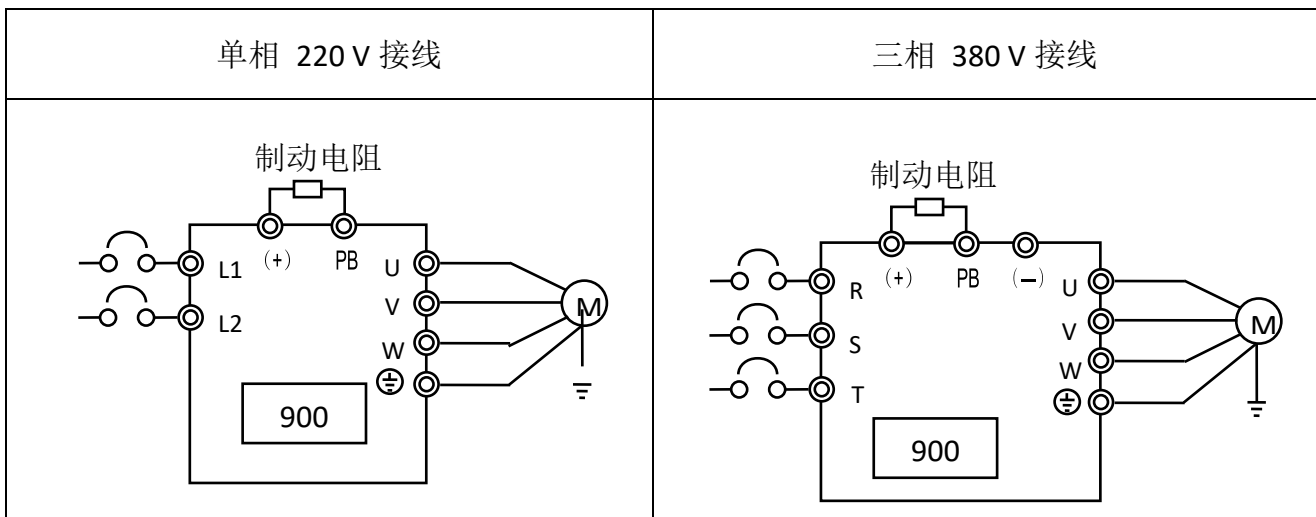 单相 220 V 接线
三相 380 V 接线
制动电阻
(+) PB
L1
L2
U
V
W
900
M
制动电阻
(+) PB (—)
R
S
T
U
V
W
900
M